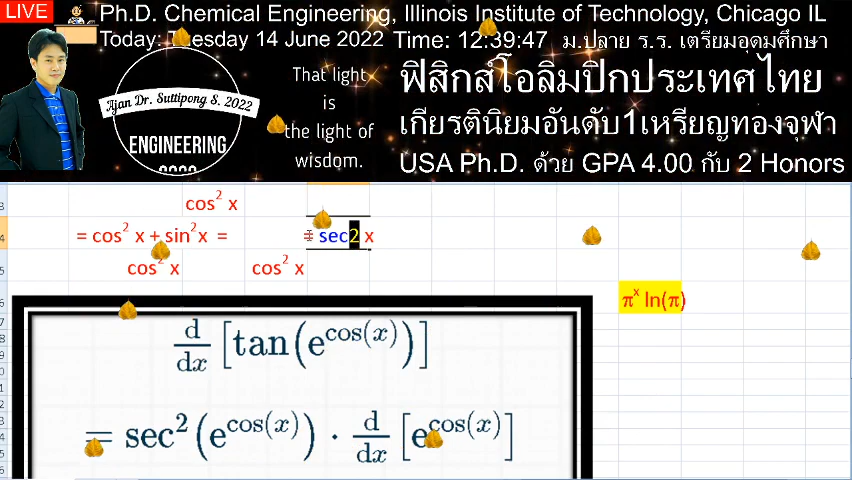 LIVE
Ph.D. Chemical Engineering, Illinois Institute of Technology, Chicago IL
Today: Tuesday 14 June 2022 Time: 12:39:47 ม.ปลาย ร.ร. เตรียมอุดมศึกษา
Ajan Dr. Suttipong S. 2022
ENGINEERING
That light
is
the light of
wisdom.
ฟิสิกส์โอลิมปิกประเทศไทย
เกียรตินิยมอันดับ1เหรียญทองจุฬา
USA Ph.D. ด้วย GPA 4.00 กับ 2 Honors
cos² x
= cos² x + sin²x = = sec2 x
cos² x cos² x
πˣ ln(π)
d/dx [tan(e^cos(x))]
= sec²(e^cos(x)) · d/dx [e^cos(x)]